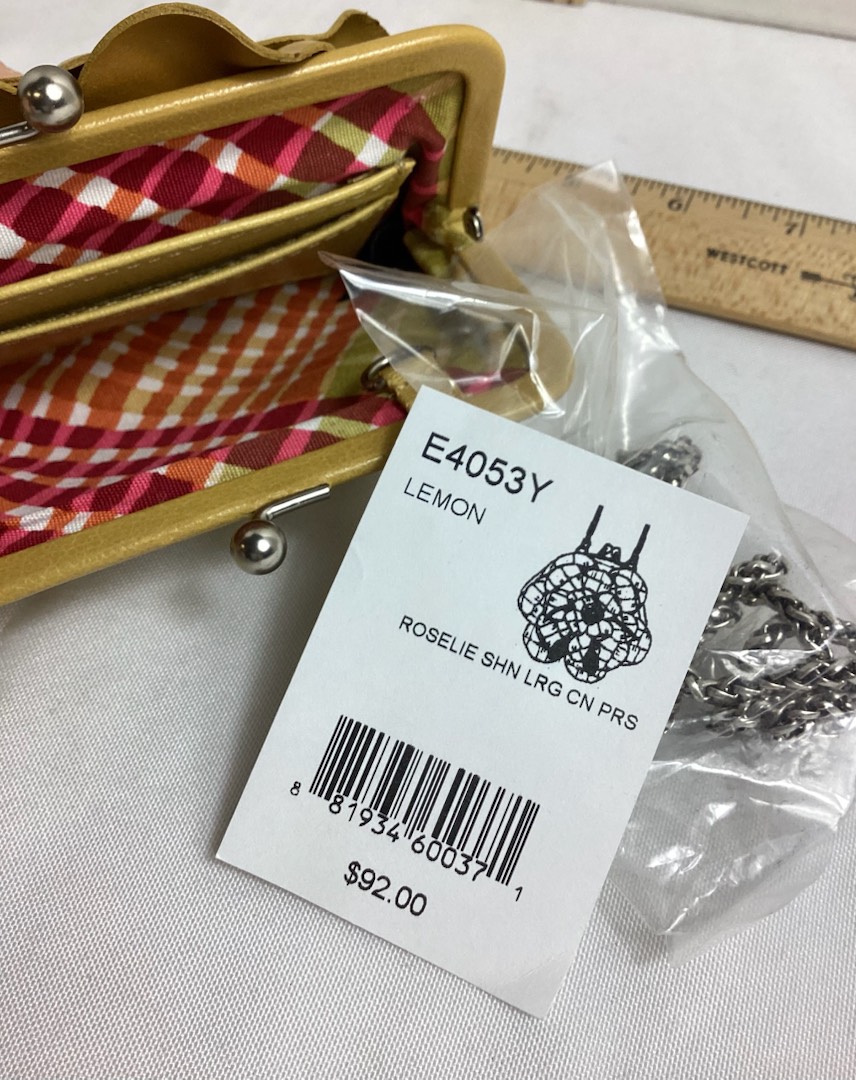 6
7
WESTCOTT
E4053Y
LEMON
ROSELIE SHN LRG CN PRS
8 81934 60037 1
$92.00